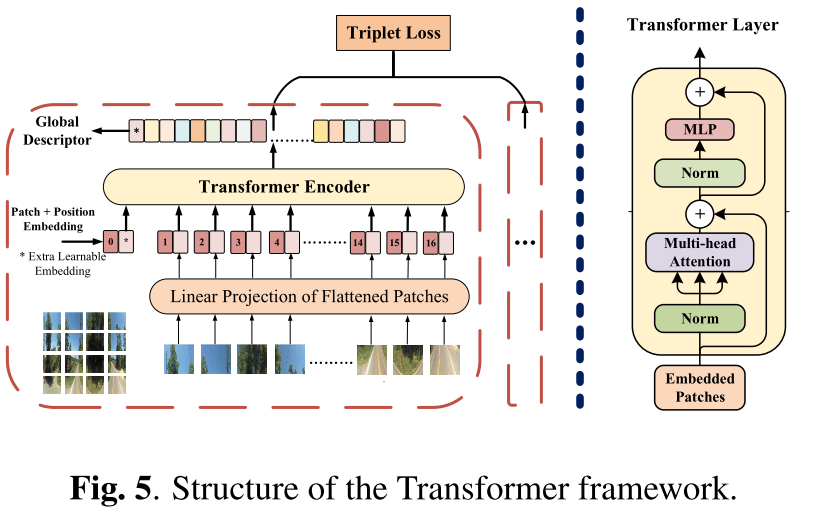 Triplet Loss
Transformer Layer
Global
Descriptor
*
Transformer Encoder
Patch + Position
Embedding
0 *
1 2 3 4 14 15 16
* Extra Learnable
Embedding
Linear Projection of Flattened Patches
+
MLP
Norm
+
Multi-head
Attention
Norm
Embedded
Patches
Fig. 5. Structure of the Transformer framework.